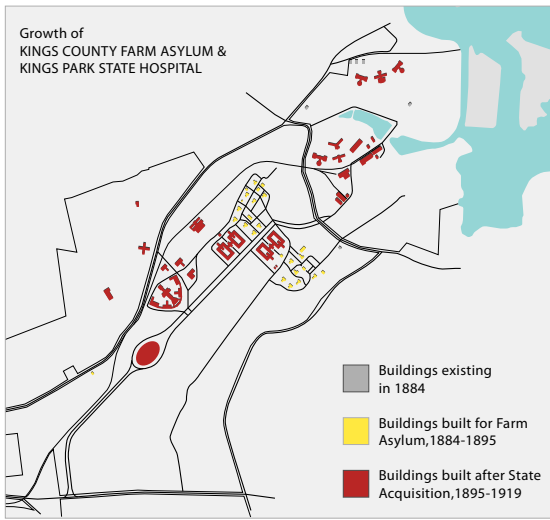 Growth of
KINGS COUNTY FARM ASYLUM &
KINGS PARK STATE HOSPITAL
Buildings existing
in 1884
Buildings built for Farm
Asylum,1884-1895
Buildings built after State
Acquisition,1895-1919